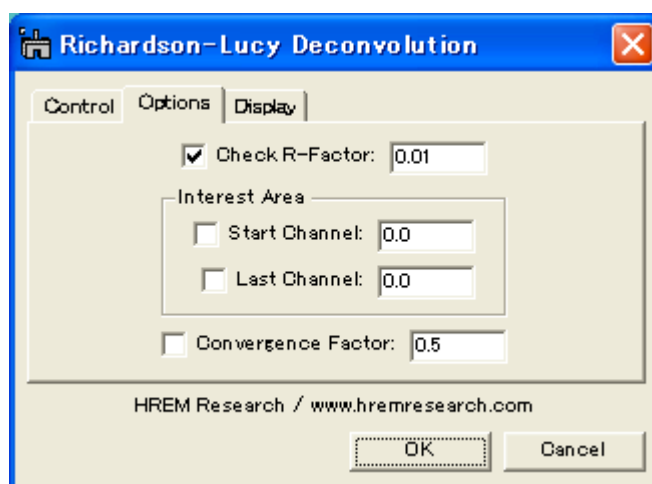 Richardson-Lucy Deconvolution
Control Options Display
Check R-Factor: 0.01
Interest Area
Start Channel: 0.0
Last Channel: 0.0
Convergence Factor: 0.5
HREM Research / www.hremresearch.com
OK Cancel